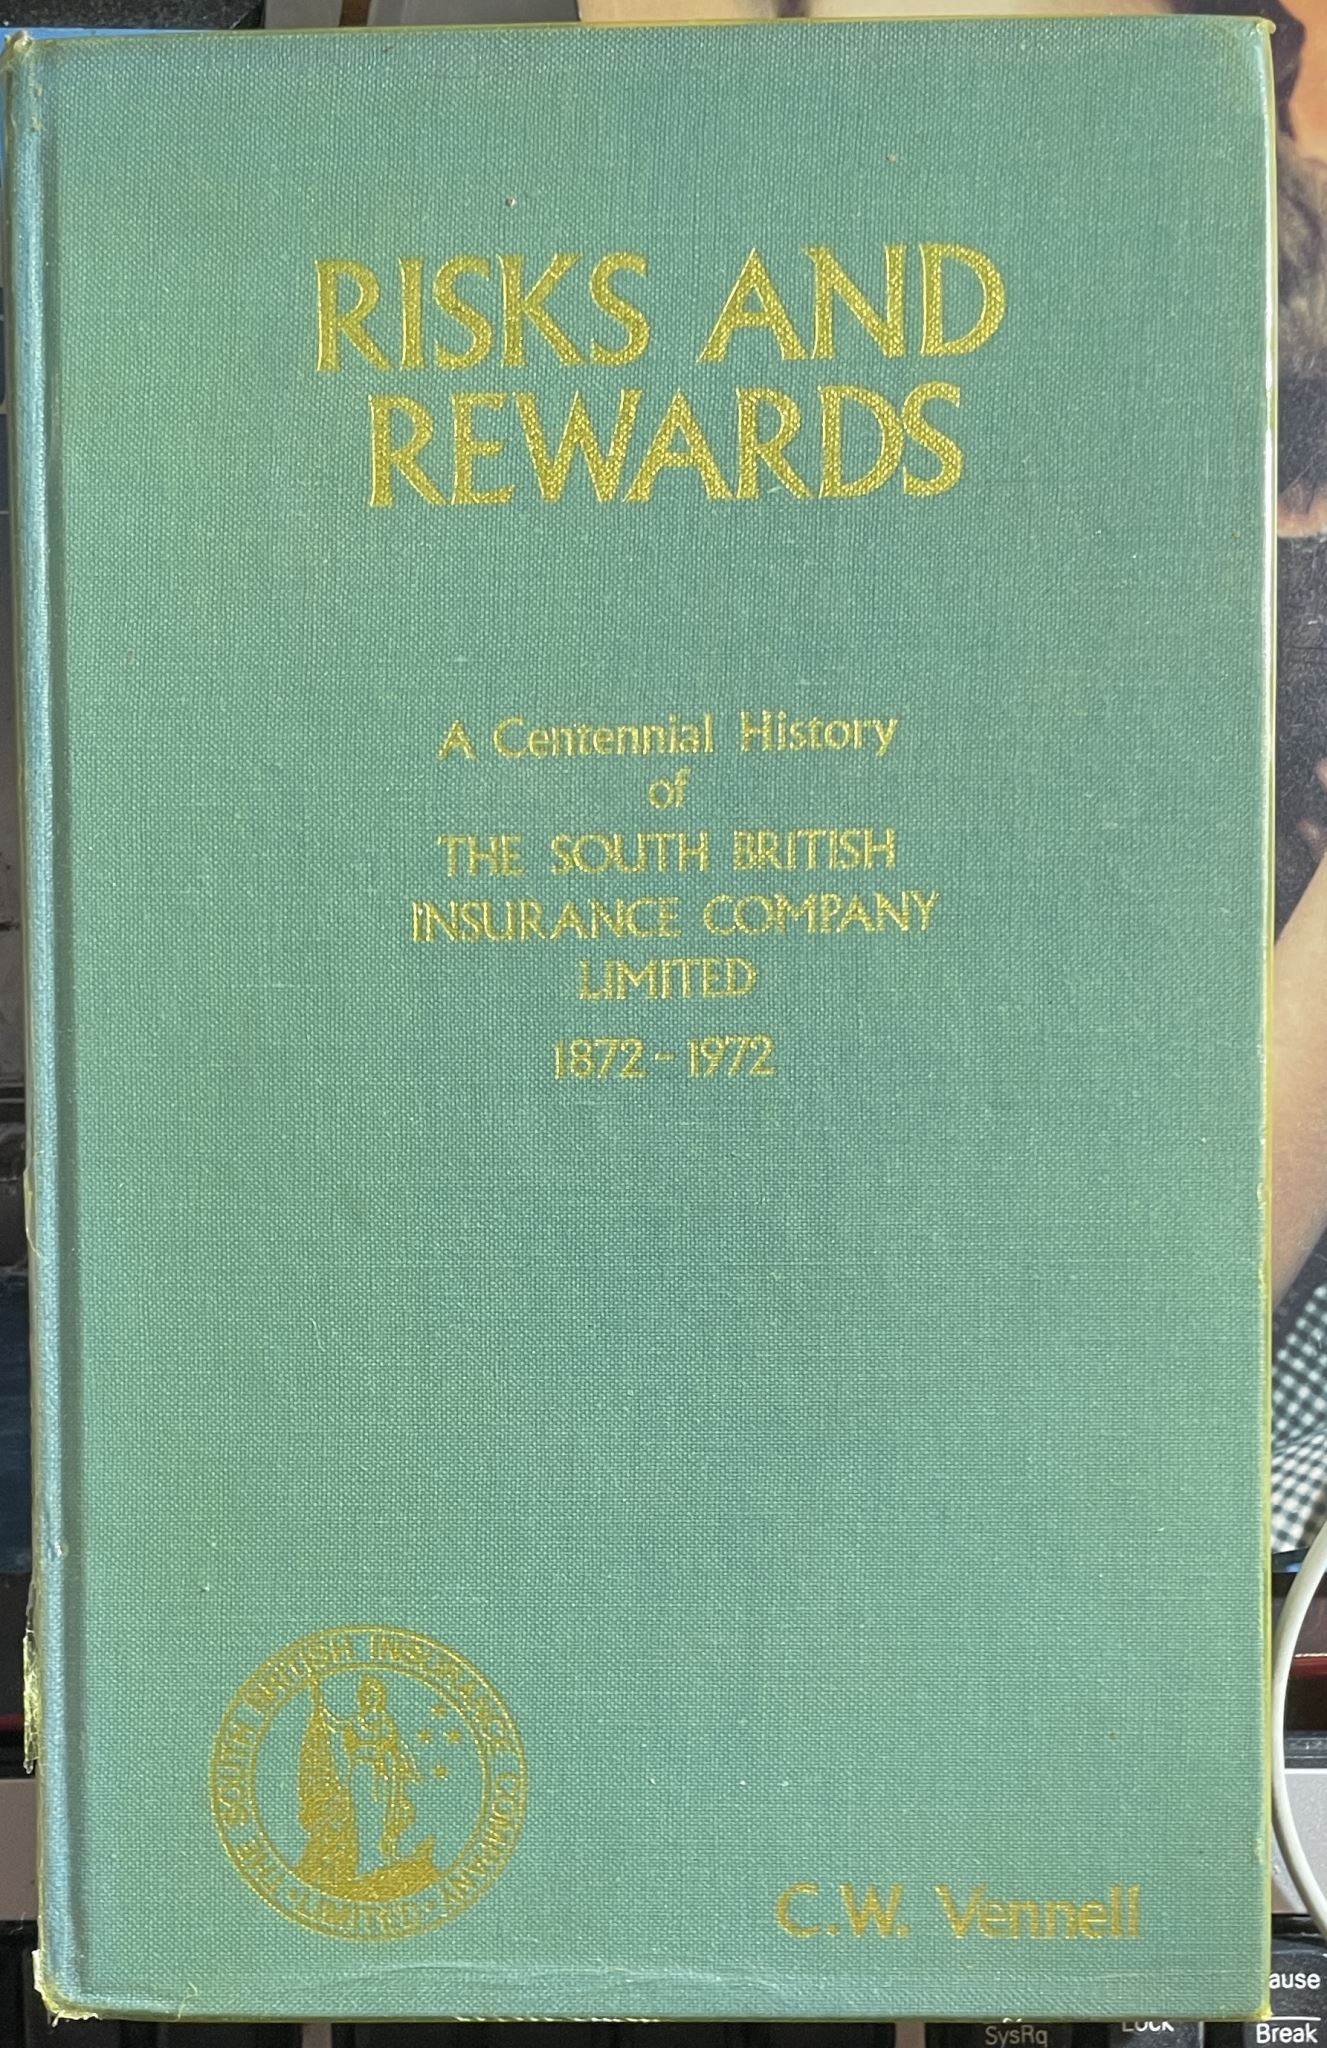 RISKS AND
REWARDS
A Centennial History
of
THE SOUTH BRITISH
INSURANCE COMPANY
LIMITED
1872-1972
THE SOUTH BRITISH INSURANCE COMPANY
• LIMITED •
C.W. Vennell
ause
Break
SysRq
Lock